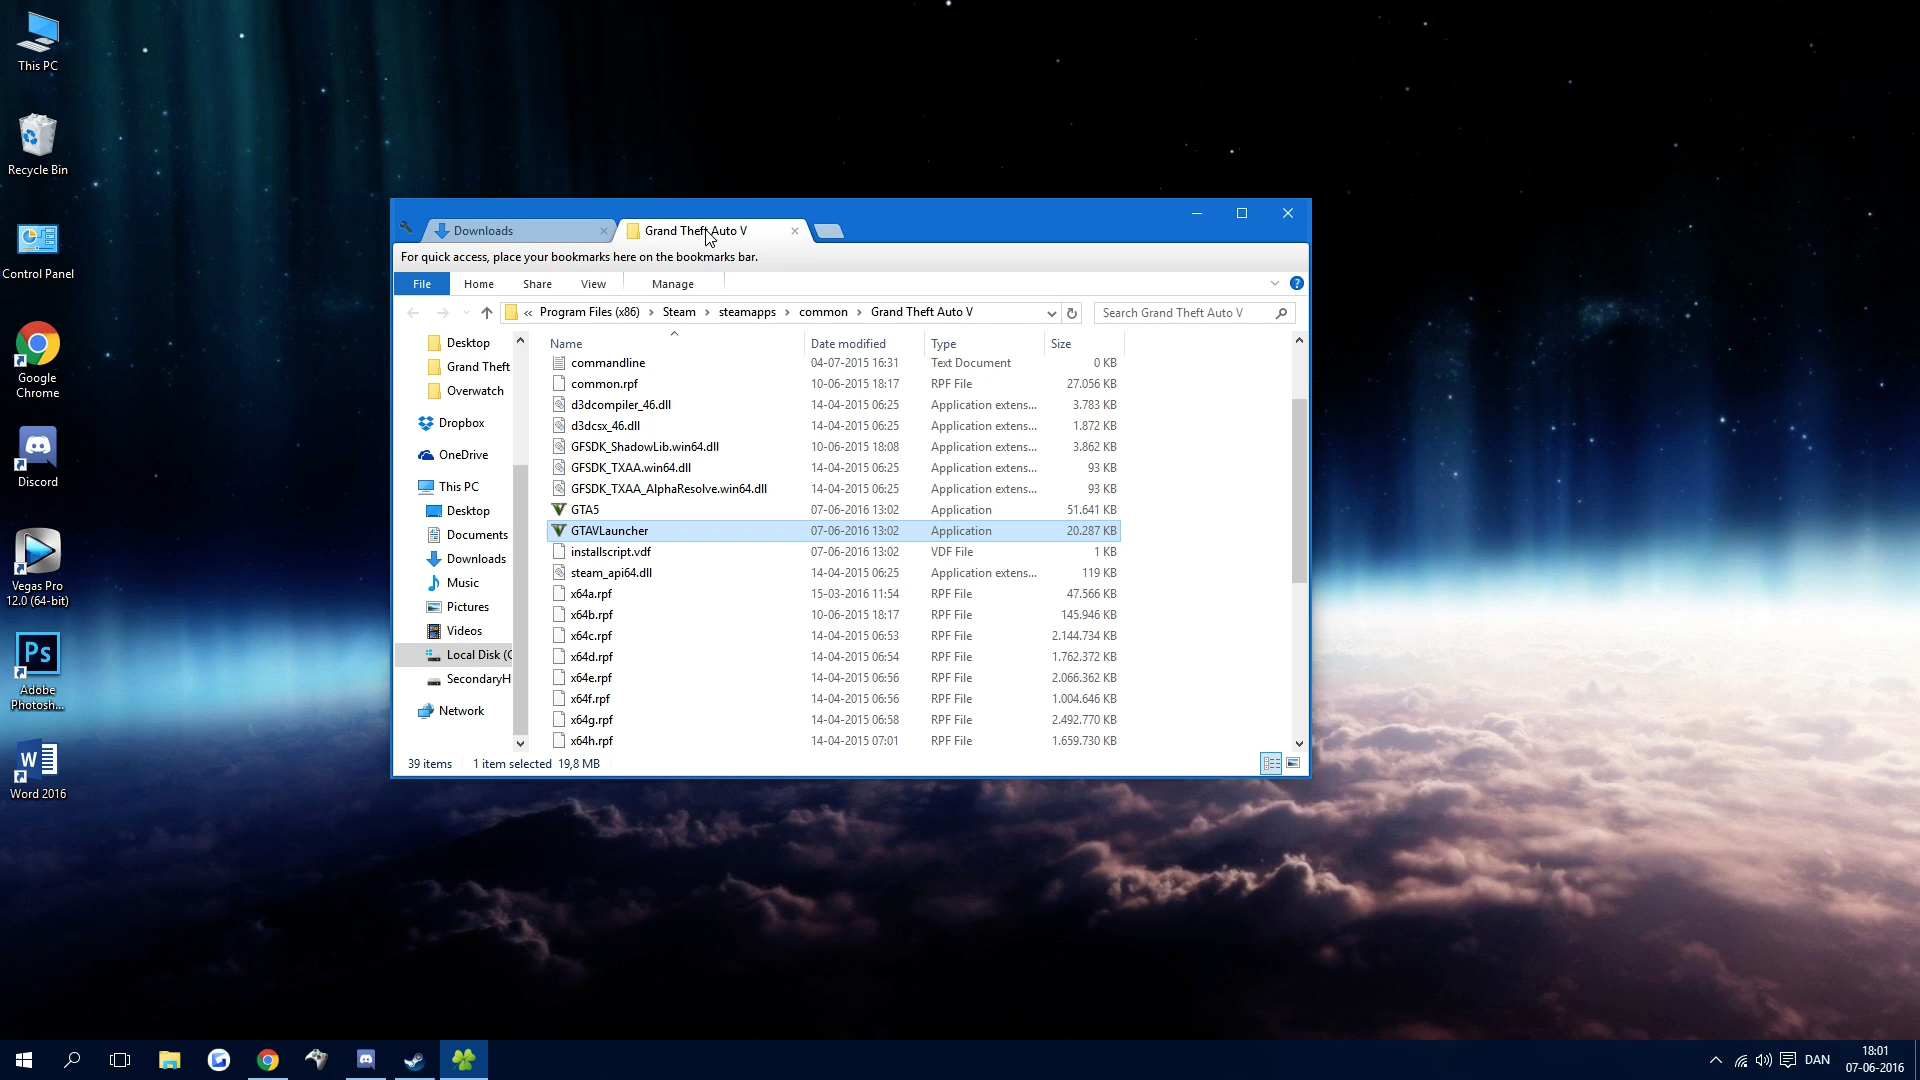 This PC
Recycle Bin
Control Panel
Google
Chrome
Discord
Vegas Pro
12.0 (64-bit)
Ps
Adobe
Photosh...
Word 2016
Downloads
Grand Theft Auto V
For quick access, place your bookmarks here on the bookmarks bar.
File Home Share View Manage
« Program Files (x86) › Steam › steamapps › common › Grand Theft Auto V
Search Grand Theft Auto V
Desktop
Grand Theft
Overwatch
Dropbox
OneDrive
This PC
Desktop
Documents
Downloads
Music
Pictures
Videos
Local Disk (C
SecondaryH
Network
Name Date modified Type Size
commandline 04-07-2015 16:31 Text Document 0 KB
common.rpf 10-06-2015 18:17 RPF File 27.056 KB
d3dcompiler_46.dll 14-04-2015 06:25 Application extens... 3.783 KB
d3dcsx_46.dll 14-04-2015 06:25 Application extens... 1.872 KB
GFSDK_ShadowLib.win64.dll 10-06-2015 18:08 Application extens... 3.862 KB
GFSDK_TXAA.win64.dll 14-04-2015 06:25 Application extens... 93 KB
GFSDK_TXAA_AlphaResolve.win64.dll 14-04-2015 06:25 Application extens... 93 KB
GTA5 07-06-2016 13:02 Application 51.641 KB
GTAVLauncher 07-06-2016 13:02 Application 20.287 KB
installscript.vdf 07-06-2016 13:02 VDF File 1 KB
steam_api64.dll 14-04-2015 06:25 Application extens... 119 KB
x64a.rpf 15-03-2016 11:54 RPF File 47.566 KB
x64b.rpf 10-06-2015 18:17 RPF File 145.946 KB
x64c.rpf 14-04-2015 06:53 RPF File 2.144.734 KB
x64d.rpf 14-04-2015 06:54 RPF File 1.762.372 KB
x64e.rpf 14-04-2015 06:56 RPF File 2.066.362 KB
x64f.rpf 14-04-2015 06:56 RPF File 1.004.646 KB
x64g.rpf 14-04-2015 06:58 RPF File 2.492.770 KB
x64h.rpf 14-04-2015 07:01 RPF File 1.659.730 KB
39 items 1 item selected 19,8 MB
DAN
18:01
07-06-2016